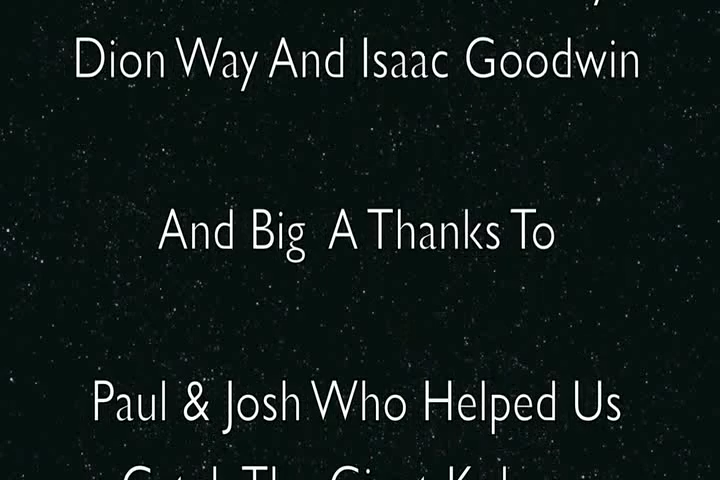 Dion Way And Isaac Goodwin
And Big A Thanks To
Paul & Josh Who Helped Us